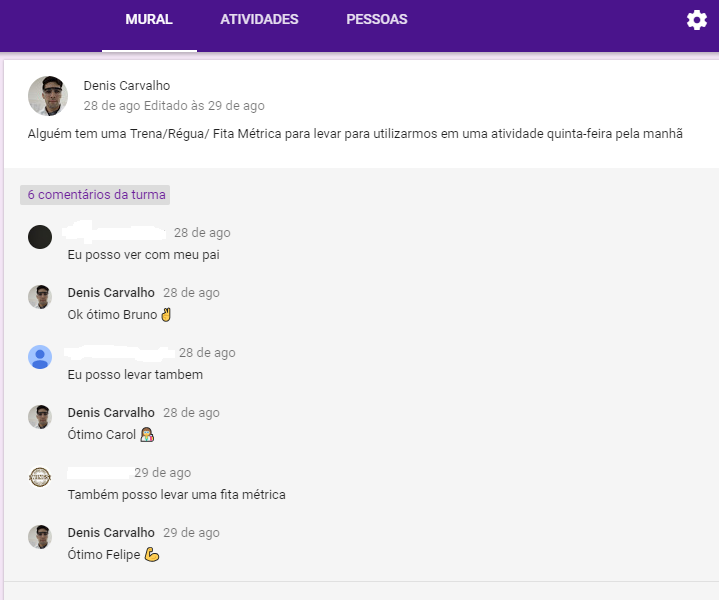 MURAL ATIVIDADES PESSOAS
Denis Carvalho
28 de ago Editado às 29 de ago
Alguém tem uma Trena/Régua/ Fita Métrica para levar para utilizarmos em uma atividade quinta-feira pela manhã
6 comentários da turma
28 de ago
Eu posso ver com meu pai
Denis Carvalho 28 de ago
Ok ótimo Bruno ✌️
28 de ago
Eu posso levar tambem
Denis Carvalho 28 de ago
Ótimo Carol 👩‍🔬
29 de ago
Também posso levar uma fita métrica
Denis Carvalho 29 de ago
Ótimo Felipe 💪